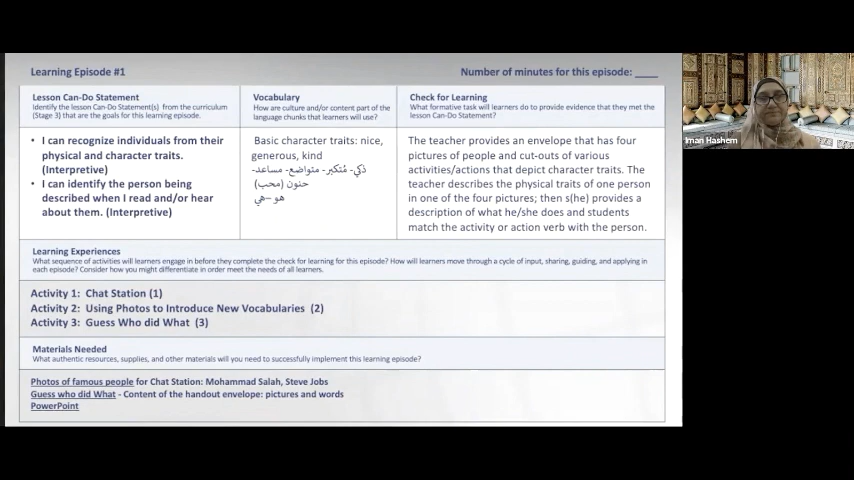 Learning Episode #1
Number of minutes for this episode: ____
Lesson Can-Do Statement
Identify the lesson Can-Do Statement(s) from the curriculum
(Stage 3) that are the goals for this learning episode.
Vocabulary
How are culture and/or content part of the
language chunks that learners will use?
Check for Learning
What formative task will learners do to provide evidence that they met the
lesson Can-Do Statement?
• I can recognize individuals from their
physical and character traits.
(Interpretive)
• I can identify the person being
described when I read and/or hear
about them. (Interpretive)
Basic character traits: nice,
generous, kind
ذكي- مُتكبر- متواضع- مساعد-
حنون (محب)
هو –هي
The teacher provides an envelope that has four
pictures of people and cut-outs of various
activities/actions that depict character traits. The
teacher describes the physical traits of one person
in one of the four pictures; then s(he) provides a
description of what he/she does and students
match the activity or action verb with the person.
Learning Experiences
What sequence of activities will learners engage in before they complete the check for learning for this episode? How will learners move through a cycle of input, sharing, guiding, and applying in
each episode? Consider how you might differentiate in order meet the needs of all learners.
Activity 1: Chat Station (1)
Activity 2: Using Photos to Introduce New Vocabularies (2)
Activity 3: Guess Who did What (3)
Materials Needed
What authentic resources, supplies, and other materials will you need to successfully implement this learning episode?
Photos of famous people for Chat Station: Mohammad Salah, Steve Jobs
Guess who did What - Content of the handout envelope: pictures and words
PowerPoint
Iman Hashem